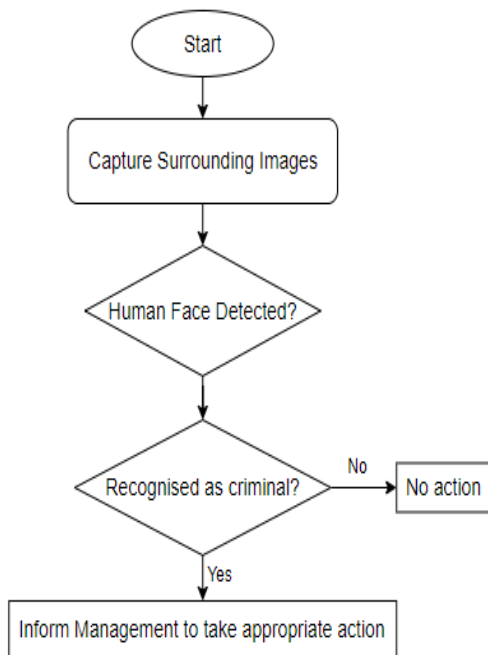 Start
Capture Surrounding Images
Human Face Detected?
Recognised as criminal?
No
No action
Yes
Inform Management to take appropriate action